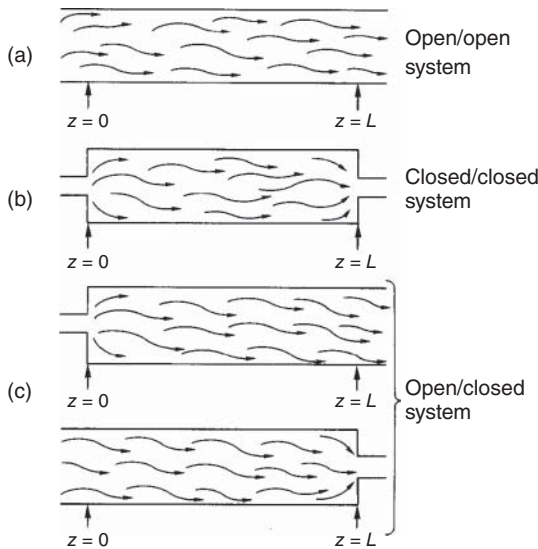 (a)
Open/open
system
z = 0
z = L
(b)
Closed/closed
system
z = 0
z = L
(c)
z = 0
z = L
Open/closed
system
z = 0
z = L